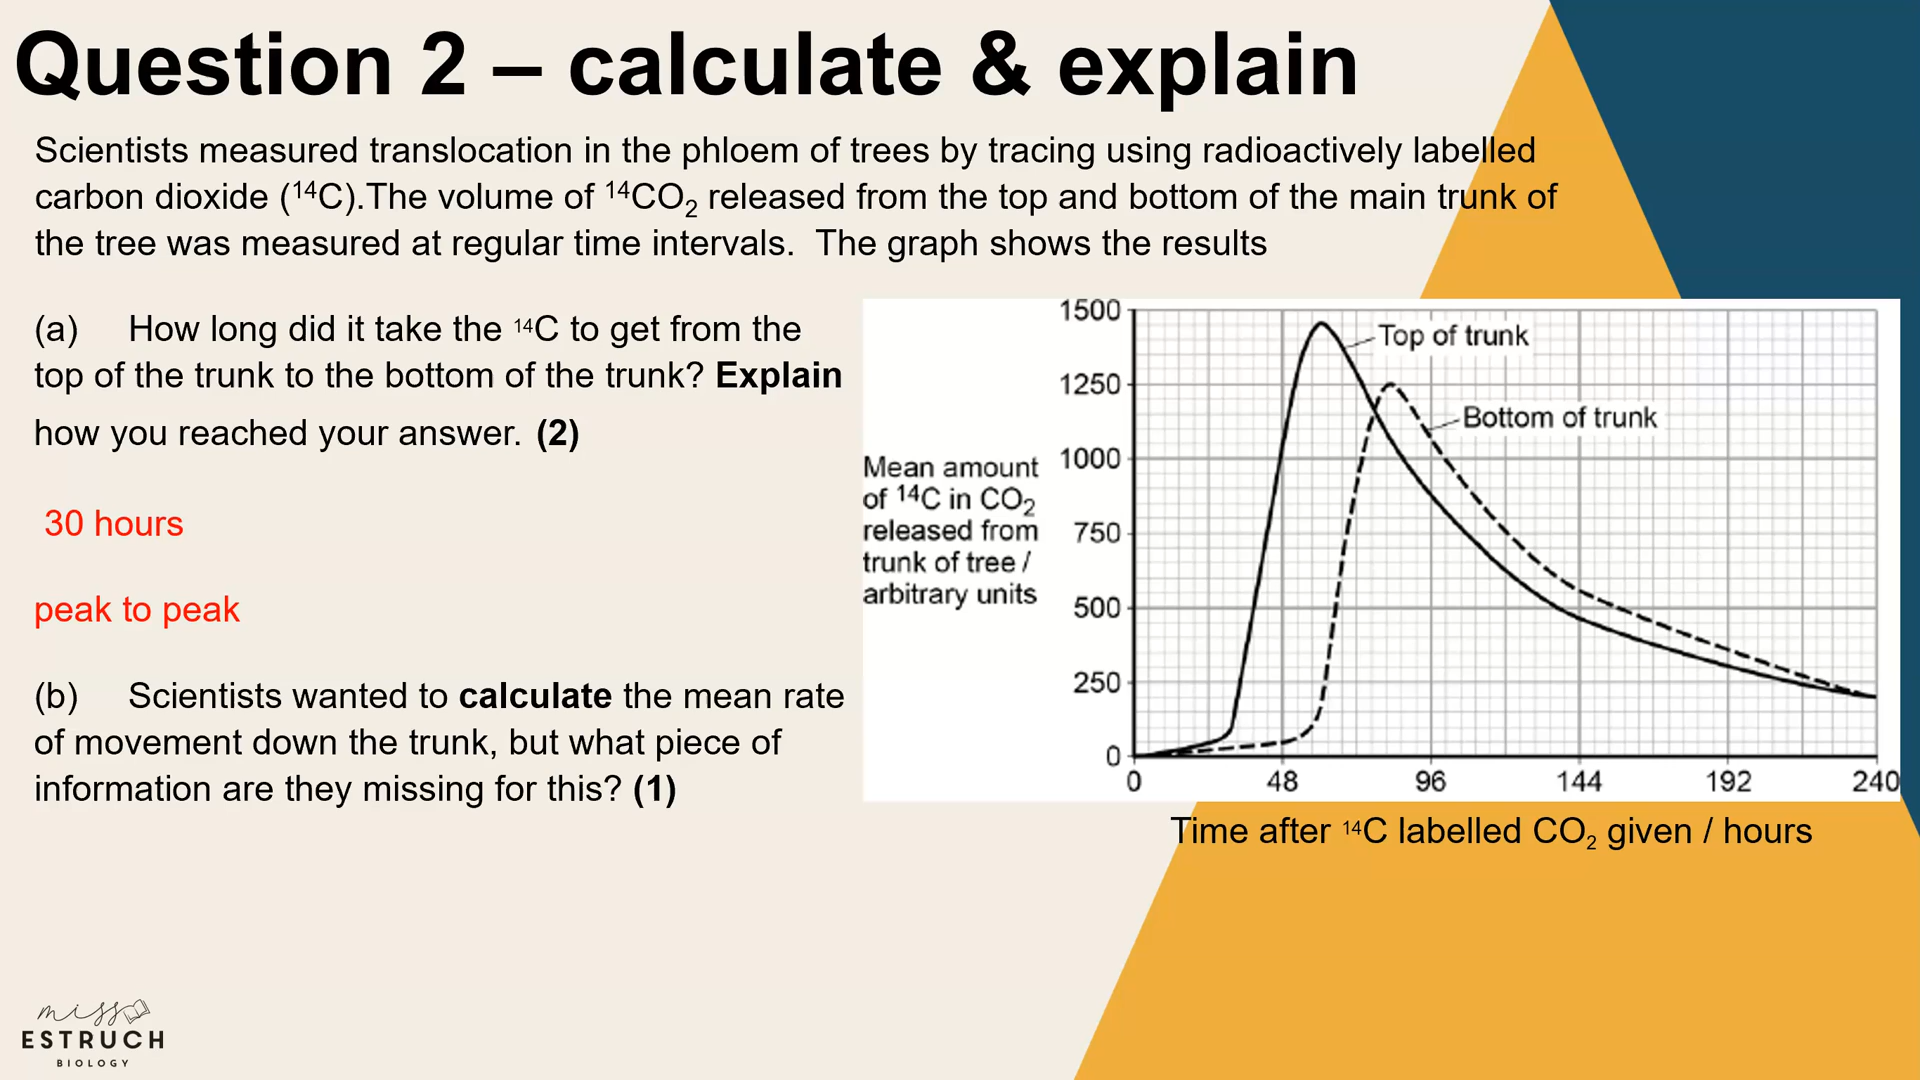 Question 2 – calculate & explain
Scientists measured translocation in the phloem of trees by tracing using radioactively labelled
carbon dioxide (¹⁴C).The volume of ¹⁴CO₂ released from the top and bottom of the main trunk of
the tree was measured at regular time intervals.  The graph shows the results
(a) How long did it take the ¹⁴C to get from the
top of the trunk to the bottom of the trunk? Explain
how you reached your answer. (2)
30 hours
peak to peak
(b) Scientists wanted to calculate the mean rate
of movement down the trunk, but what piece of
information are they missing for this? (1)
Mean amount
of ¹⁴C in CO₂
released from
trunk of tree /
arbitrary units
1500
1250
1000
750
500
250
0
Top of trunk
Bottom of trunk
0 48 96 144 192 240
Time after ¹⁴C labelled CO₂ given / hours
miss
ESTRUCH
BIOLOGY